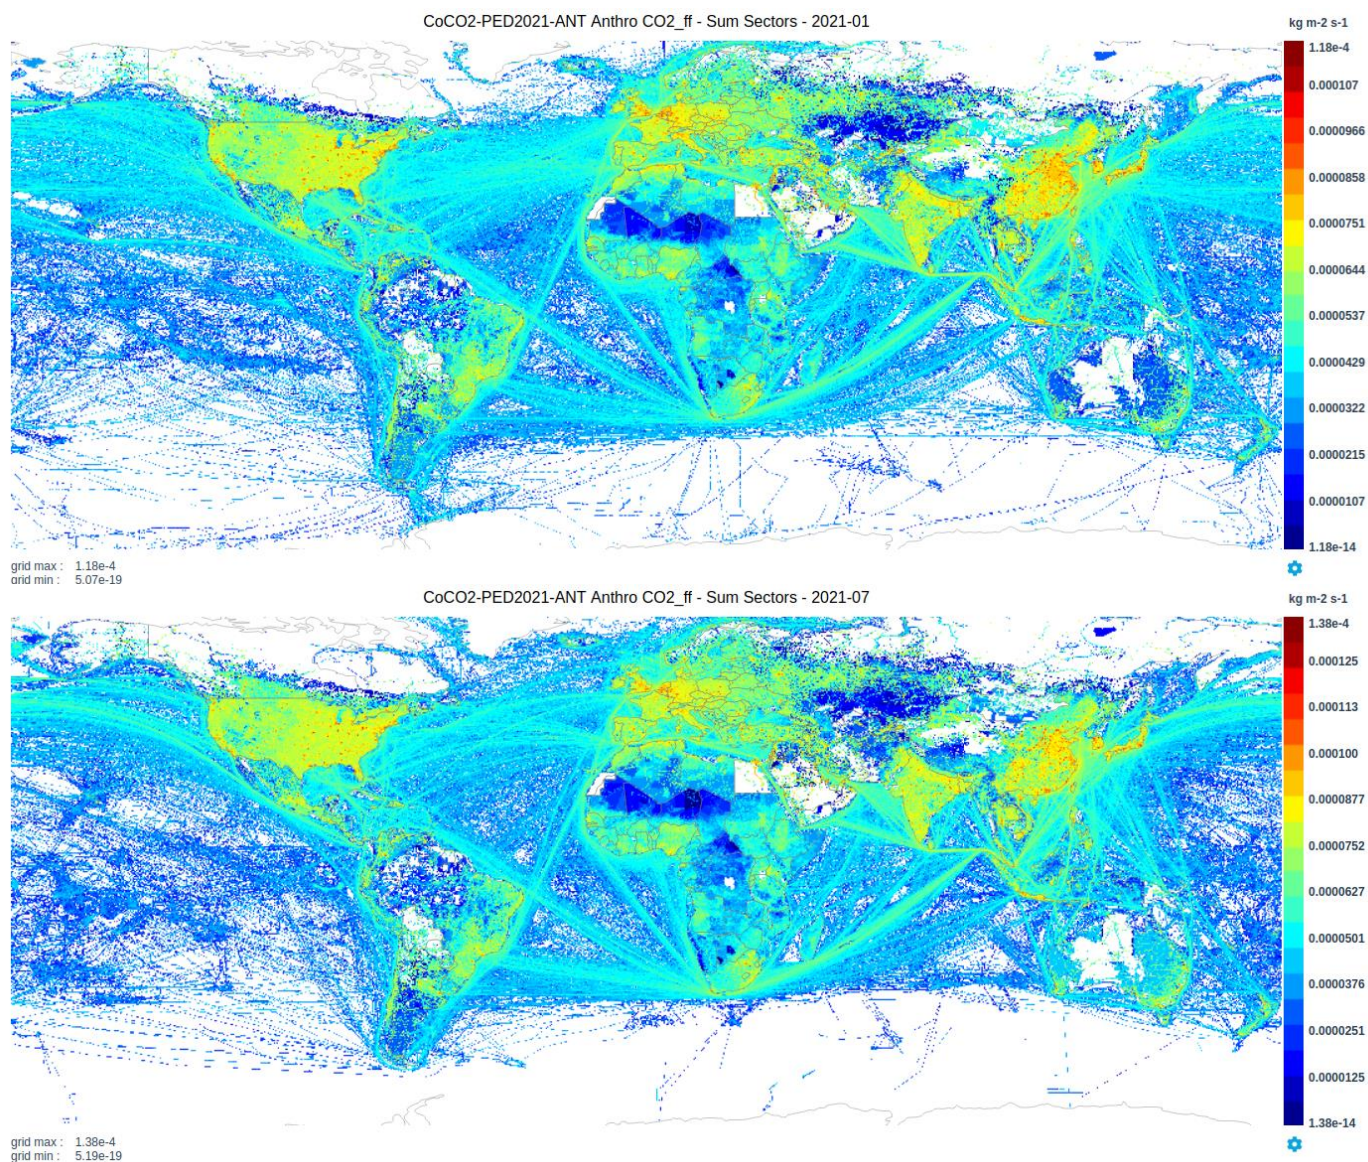 CoCO2-PED2021-ANT Anthro CO2_ff - Sum Sectors - 2021-01
kg m-2 s-1
1.18e-4
0.000107
0.0000966
0.0000858
0.0000751
0.0000644
0.0000537
0.0000429
0.0000322
0.0000215
0.0000107
1.18e-14
grid max : 1.18e-4
grid min : 5.07e-19
CoCO2-PED2021-ANT Anthro CO2_ff - Sum Sectors - 2021-07
kg m-2 s-1
1.38e-4
0.000125
0.000113
0.000100
0.0000877
0.0000752
0.0000627
0.0000501
0.0000376
0.0000251
0.0000125
1.38e-14
grid max : 1.38e-4
grid min : 5.19e-19